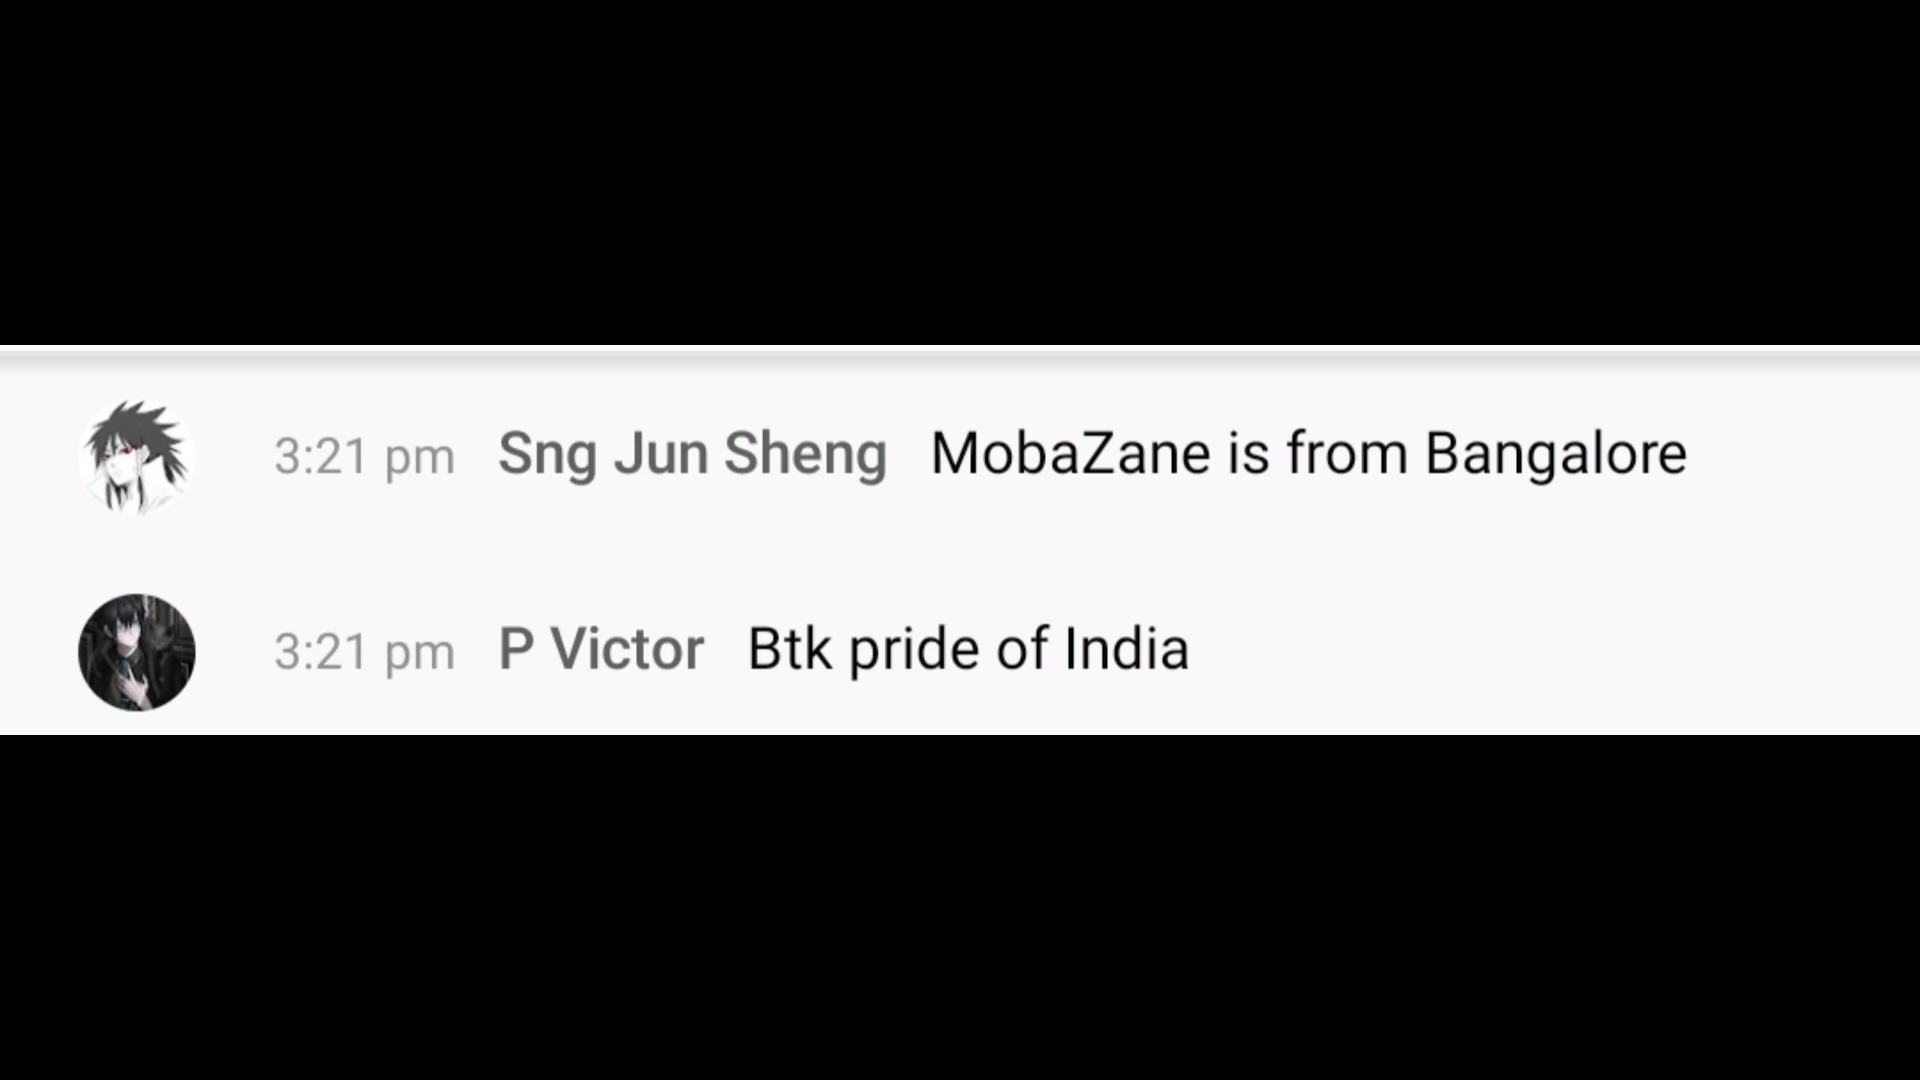 3:21 pm Sng Jun Sheng MobaZane is from Bangalore
3:21 pm P Victor Btk pride of India